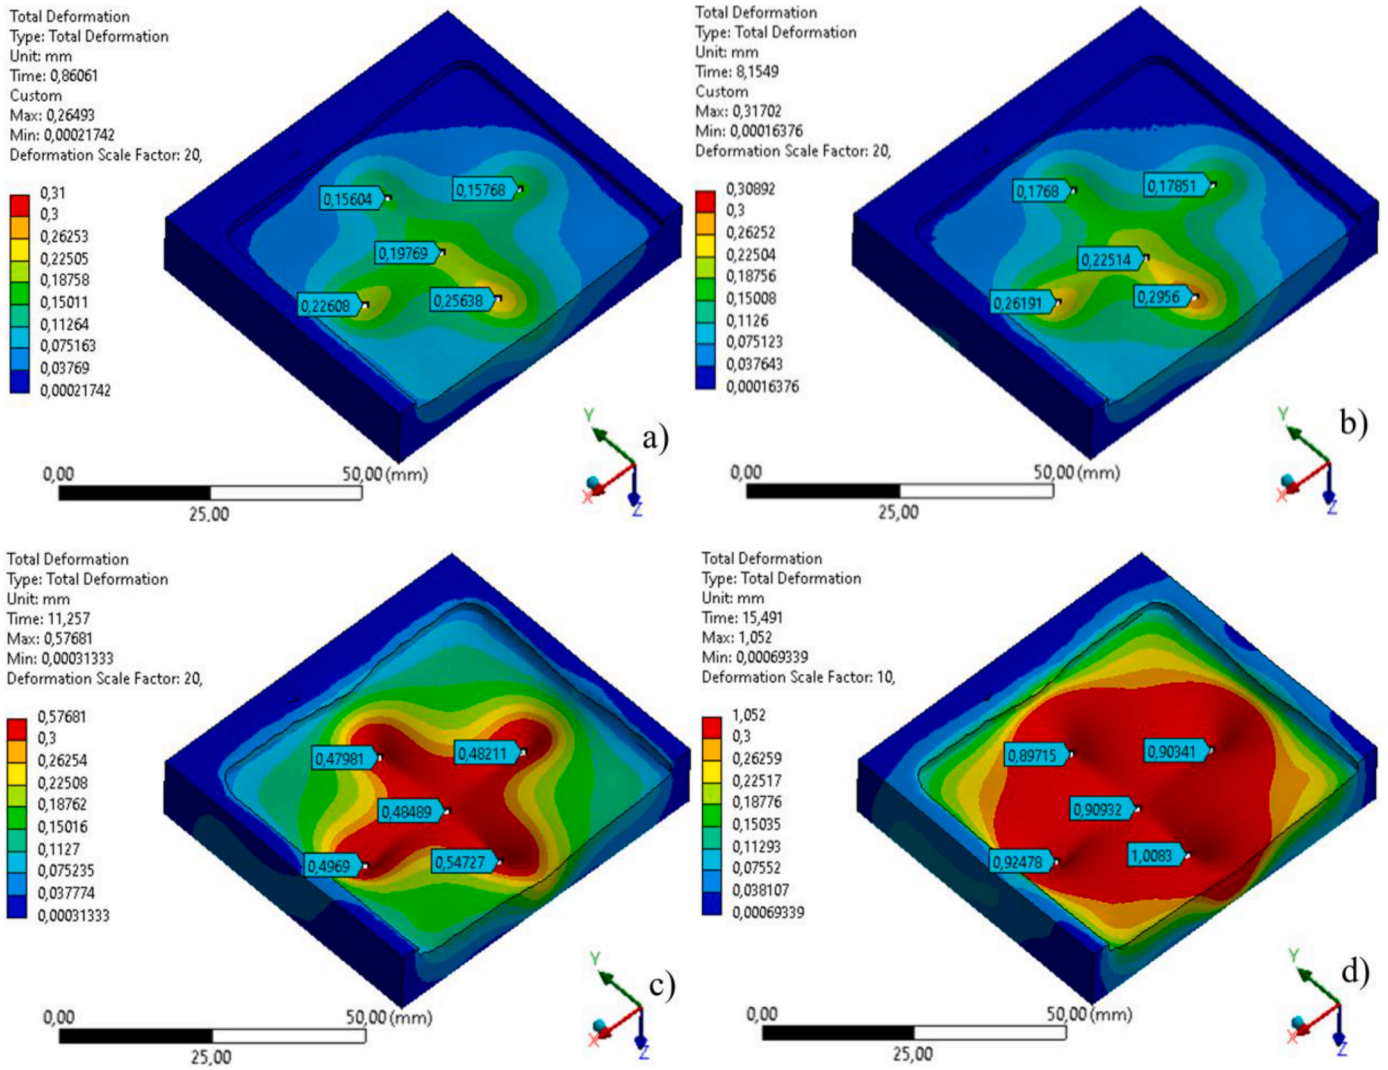 Total Deformation
Type: Total Deformation
Unit: mm
Time: 0,86061
Custom
Max: 0,26493
Min: 0,00021742
Deformation Scale Factor: 20,
0,31
0,3
0,26253
0,22505
0,18758
0,15011
0,11264
0,075163
0,03769
0,00021742
0,15604
0,15768
0,19769
0,22608
0,25638
Y
X
Z
a)
0,00
50,00 (mm)
25,00
Total Deformation
Type: Total Deformation
Unit: mm
Time: 8,1549
Custom
Max: 0,31702
Min: 0,00016376
Deformation Scale Factor: 20,
0,30892
0,3
0,26252
0,22504
0,18756
0,15008
0,1126
0,075123
0,037643
0,00016376
0,1768
0,17851
0,22514
0,26191
0,2956
Y
X
Z
b)
0,00
50,00 (mm)
25,00
Total Deformation
Type: Total Deformation
Unit: mm
Time: 11,257
Max: 0,57681
Min: 0,00031333
Deformation Scale Factor: 20,
0,57681
0,3
0,26254
0,22508
0,18762
0,15016
0,1127
0,075235
0,037774
0,00031333
0,47981
0,48211
0,48489
0,4969
0,54727
Y
X
Z
c)
0,00
50,00 (mm)
25,00
Total Deformation
Type: Total Deformation
Unit: mm
Time: 15,491
Max: 1,052
Min: 0,00069339
Deformation Scale Factor: 10,
1,052
0,3
0,26259
0,22517
0,18776
0,15035
0,11293
0,07552
0,038107
0,00069339
0,89715
0,90341
0,90932
0,92478
1,0083
Y
X
Z
d)
0,00
50,00 (mm)
25,00